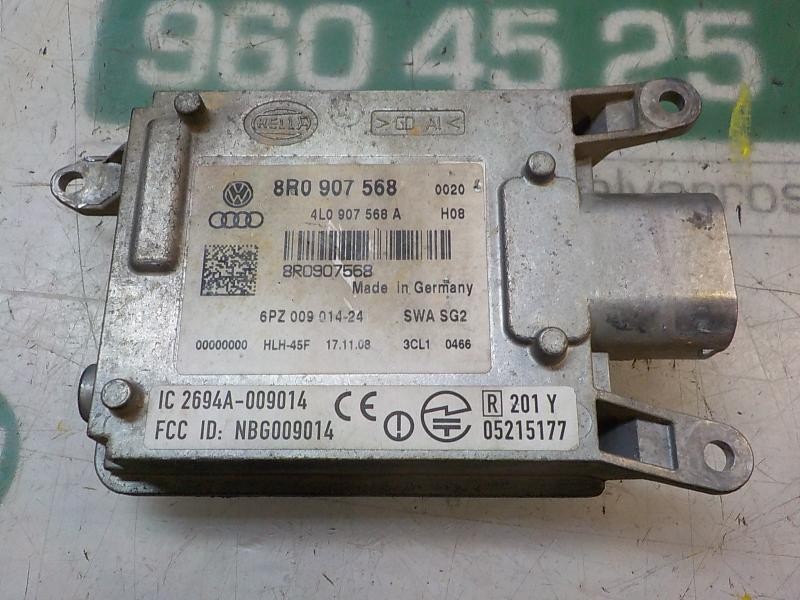 960 45 25
HELLA
>GD Al<
8R0 907 568 0020
4L0 907 568 A H08
8R0907568
Made in Germany
6PZ 009 014-24 SWA SG2
00000000 HLH-45F 17.11.08 3CL1 0466
IC 2694A-009014
FCC ID: NBG009014
R 201 Y
05215177